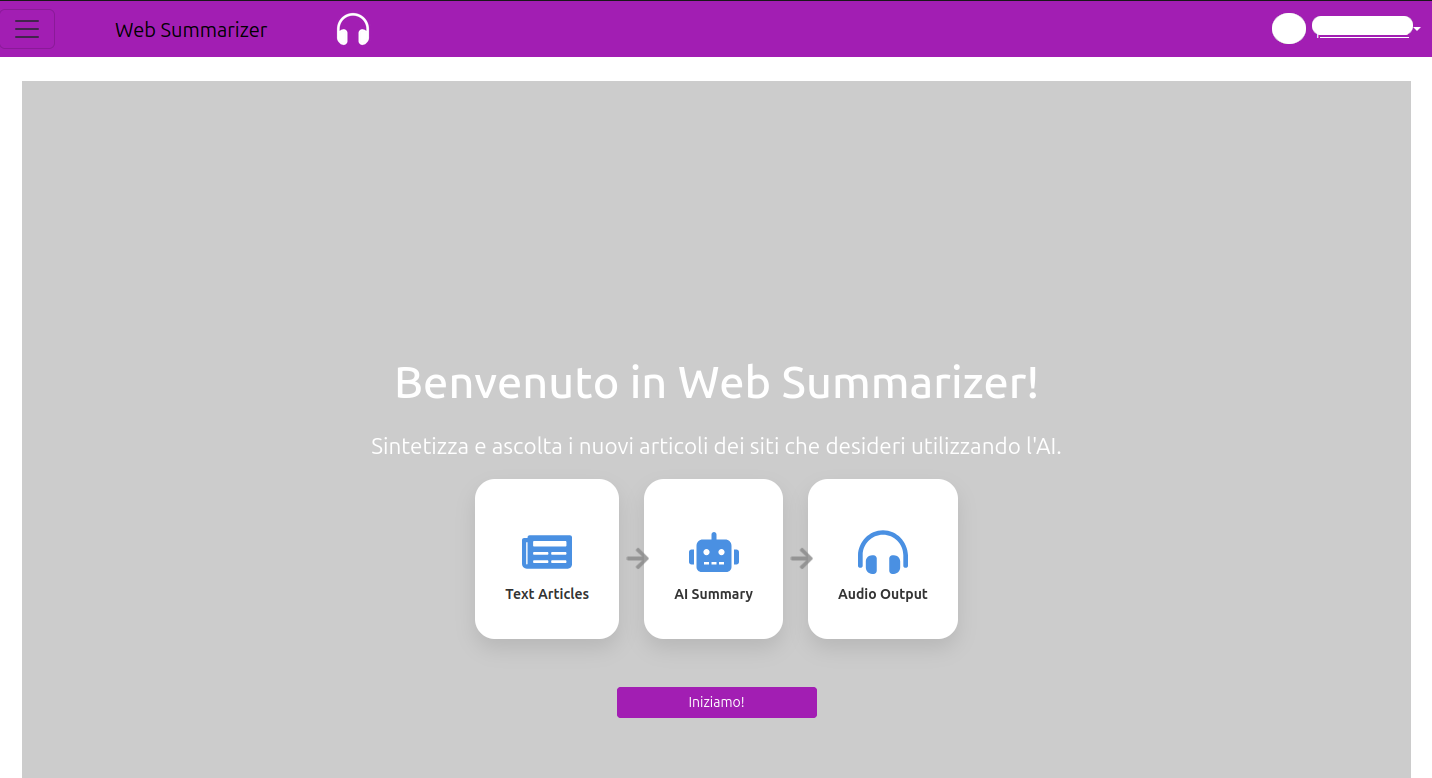 Web Summarizer
Benvenuto in Web Summarizer!
Sintetizza e ascolta i nuovi articoli dei siti che desideri utilizzando l'AI.
Text Articles
AI Summary
Audio Output
Iniziamo!